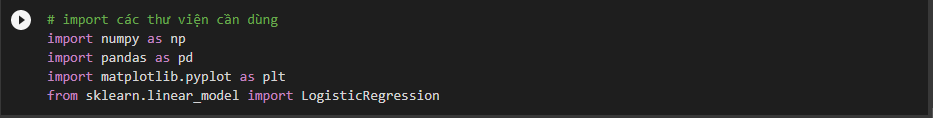 # import các thư viện cần dùng
import numpy as np
import pandas as pd
import matplotlib.pyplot as plt
from sklearn.linear_model import LogisticRegression